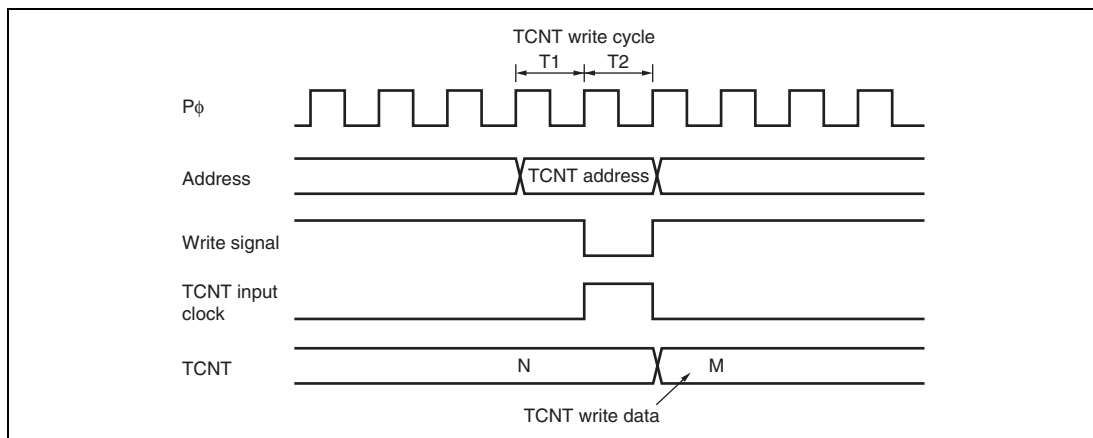 TCNT write cycle
T1 T2
Pφ
Address TCNT address
Write signal
TCNT input
clock
TCNT N M
TCNT write data